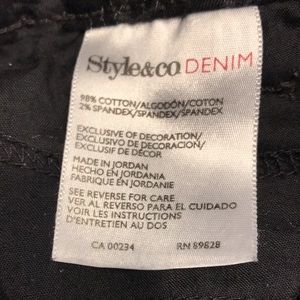 Style&co DENIM
98% COTTON/ALGODÓN/COTON
2% SPANDEX/SPANDEX/SPANDEX
EXCLUSIVE OF DECORATION/
EXCLUSIVO DE DECORACION/
EXCLUSIF DE DÉCOR
MADE IN JORDAN
HECHO EN JORDANIA
FABRIQUE EN JORDANIE
SEE REVERSE FOR CARE
VER AL REVERSO PARA EL CUIDADO
VOIR LES INSTRUCTIONS
D'ENTRETIEN AU DOS
CA 00234 RN 89828